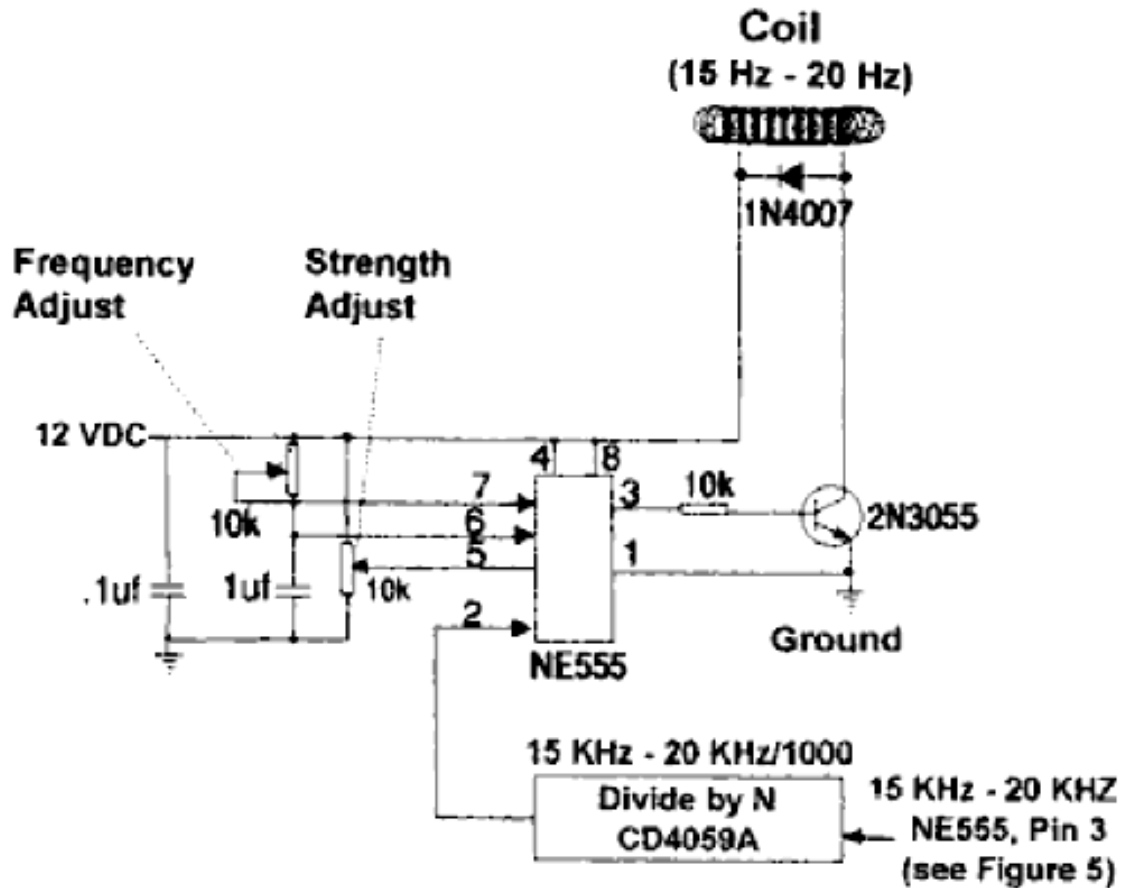 Coil
(15 Hz - 20 Hz)
1N4007
Frequency
Adjust
Strength
Adjust
12 VDC
4
8
7
3
10k
10k
6
2N3055
5
1
.1uf
1uf
10k
2
Ground
NE555
15 KHz - 20 KHz/1000
Divide by N
CD4059A
15 KHz - 20 KHZ
NE555, Pin 3
(see Figure 5)